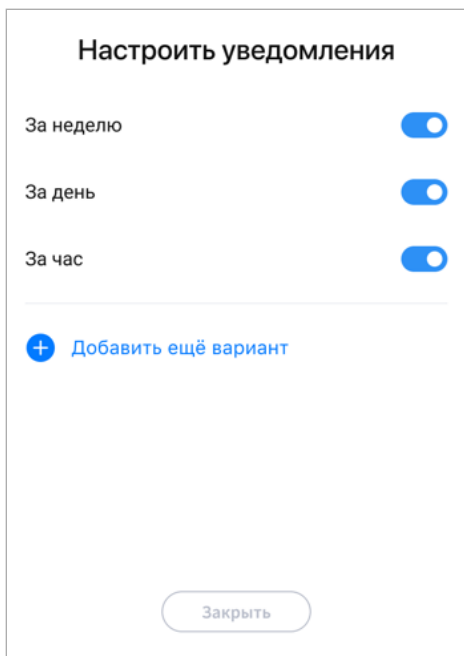 Настроить уведомления
За неделю
За день
За час
Добавить ещё вариант
Закрыть